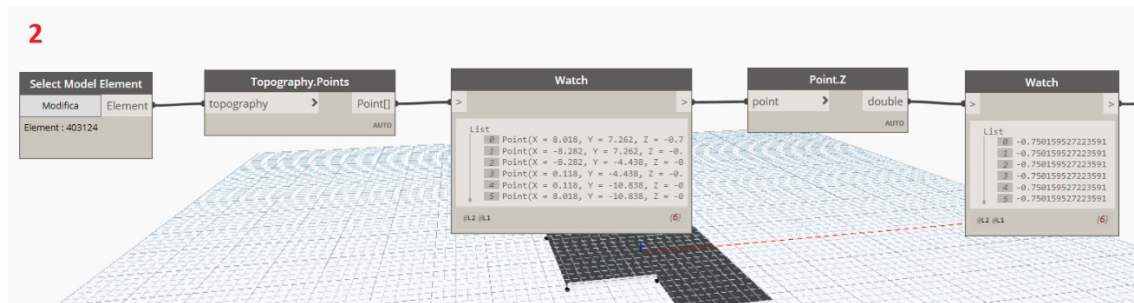 2
Select Model Element
Modifica
Element
Element : 403124
Topography.Points
topography
>
Point[]
AUTO
Watch
>
>
List
0 Point(X = 8.018, Y = 7.262, Z = -0.7
1 Point(X = -8.282, Y = 7.262, Z = -0.
2 Point(X = -8.282, Y = -4.438, Z = -0
3 Point(X = 0.118, Y = -4.438, Z = -0.
4 Point(X = 0.118, Y = -10.838, Z = -0
5 Point(X = 8.018, Y = -10.838, Z = -0
@L2 @L1
{6}
Point.Z
point
>
double
AUTO
Watch
>
>
List
0 -0.750159527223591
1 -0.750159527223591
2 -0.750159527223591
3 -0.750159527223591
4 -0.750159527223591
5 -0.750159527223591
@L2 @L1
{6}